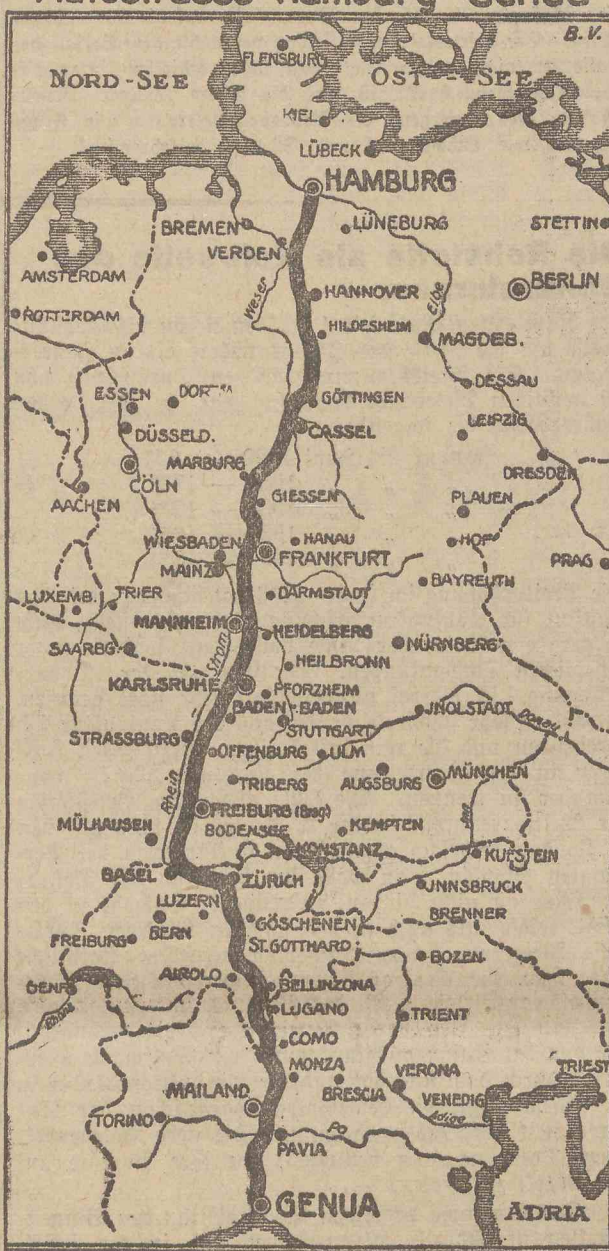 B.V.
NORD-SEE
OST-SEE
FLENSBURG
KIEL
LÜBECK
HAMBURG
BREMEN
LÜNEBURG
STETTIN
VERDEN
AMSTERDAM
HANNOVER
BERLIN
Weser
Elbe
ROTTERDAM
HILDESHEIM
MAGDEB.
DESSAU
ESSEN
GÖTTINGEN
DÜSSELD.
CASSEL
LEIPZIG
MARBURG
DRESDEN
CÖLN
AACHEN
GIESSEN
PLAUEN
WIESBADEN
HANAU
HOF
FRANKFURT
PRAG
MAINZ
BAYREUTH
LUXEMB.
TRIER
DARMSTADT
MANNHEIM
HEIDELBERG
SAARBG.
NÜRNBERG
Strom
HEILBRONN
KARLSRUHE
PFORZHEIM
BADEN-BADEN
JNOLSTADT
Donau
STUTTGART
STRASSBURG
OFFENBURG
ULM
TRIBERG
AUGSBURG
MÜNCHEN
Rhein
FREIBURG (Brsg)
MÜLHAUSEN
BODENSEE
KEMPTEN
Inn
KONSTANZ
KUFSTEIN
BASEL
ZÜRICH
JNNSBRUCK
LUZERN
BERN
GÖSCHENEN
BRENNER
FREIBURG
ST. GOTTHARD
BOZEN
AIROLO
GENF
BELLINZONA
Rhône
LUGANO
TRIENT
COMO
MONZA
VERONA
TRIEST
BRESCIA
MAILAND
VENEDIG
TORINO
Adige
Po
PAVIA
GENUA
ADRIA